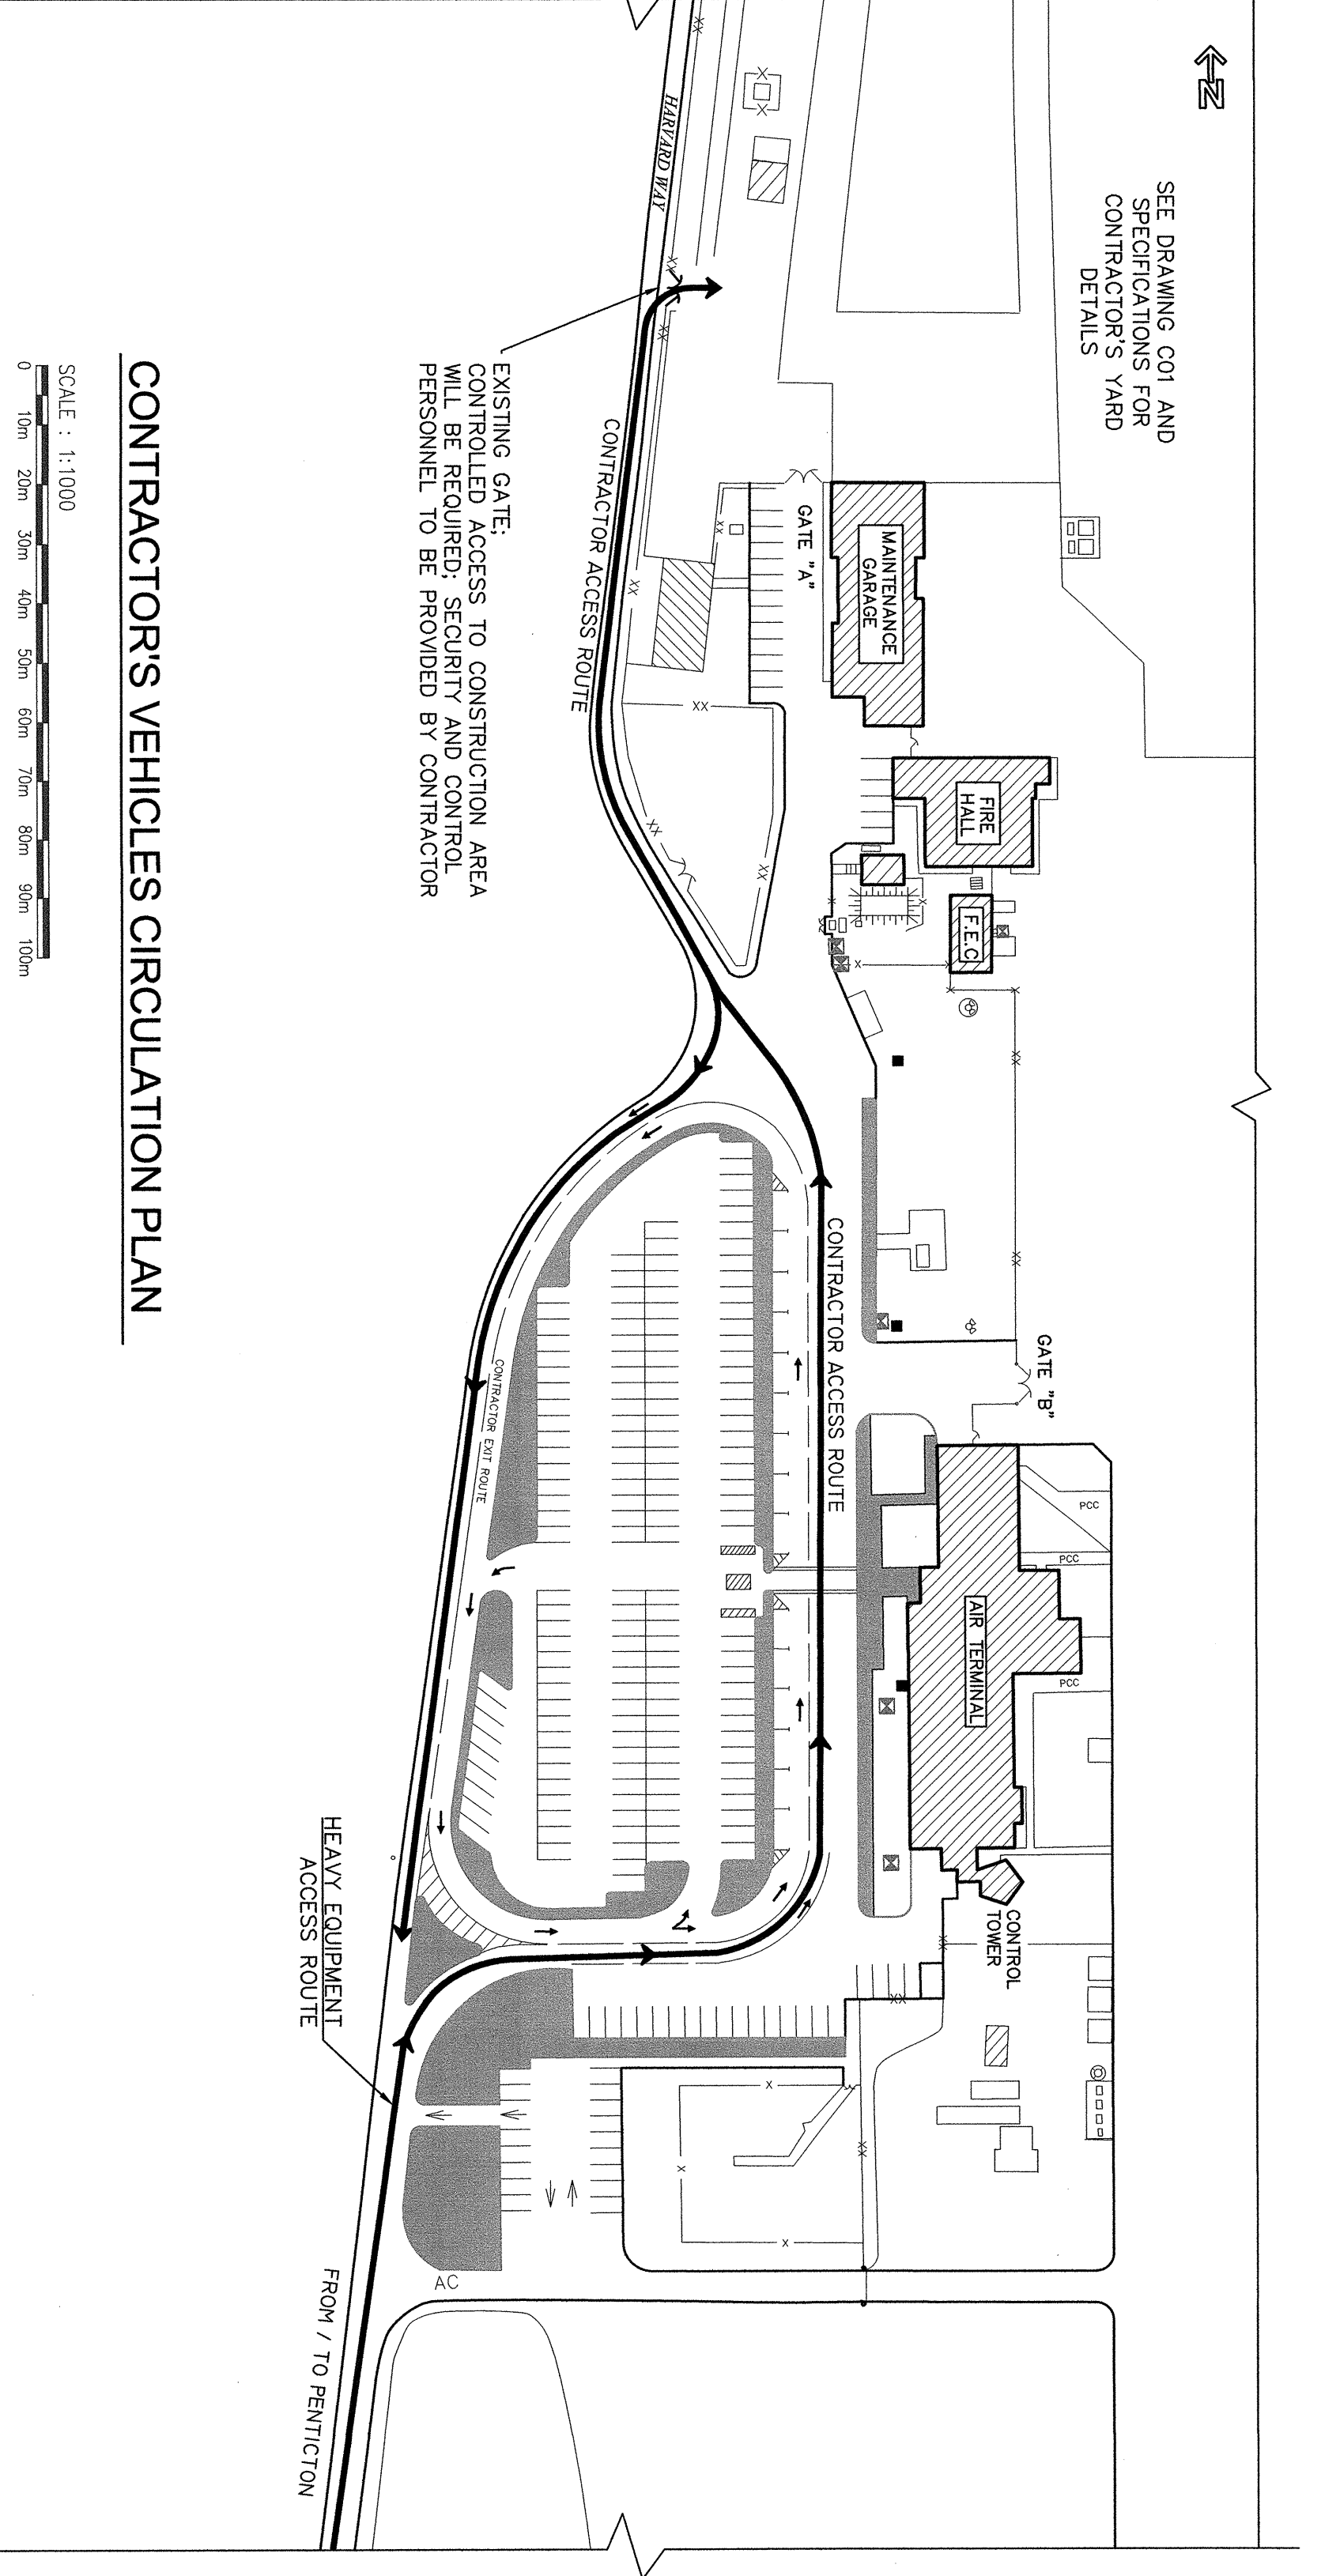 N
SEE DRAWING C01 AND
SPECIFICATIONS FOR
CONTRACTOR'S YARD
DETAILS
HARVARD WAY
GATE "A"
MAINTENANCE
GARAGE
FIRE
HALL
F.E.C
GATE "B"
PCC
PCC
PCC
AIR TERMINAL
CONTROL
TOWER
CONTRACTOR ACCESS ROUTE
CONTRACTOR ACCESS ROUTE
CONTRACTOR EXIT ROUTE
EXISTING GATE;
CONTROLLED ACCESS TO CONSTRUCTION AREA
WILL BE REQUIRED; SECURITY AND CONTROL
PERSONNEL TO BE PROVIDED BY CONTRACTOR
HEAVY EQUIPMENT
ACCESS ROUTE
AC
FROM / TO PENTICTON
CONTRACTOR'S VEHICLES CIRCULATION PLAN
SCALE : 1:1000
0 10m 20m 30m 40m 50m 60m 70m 80m 90m 100m